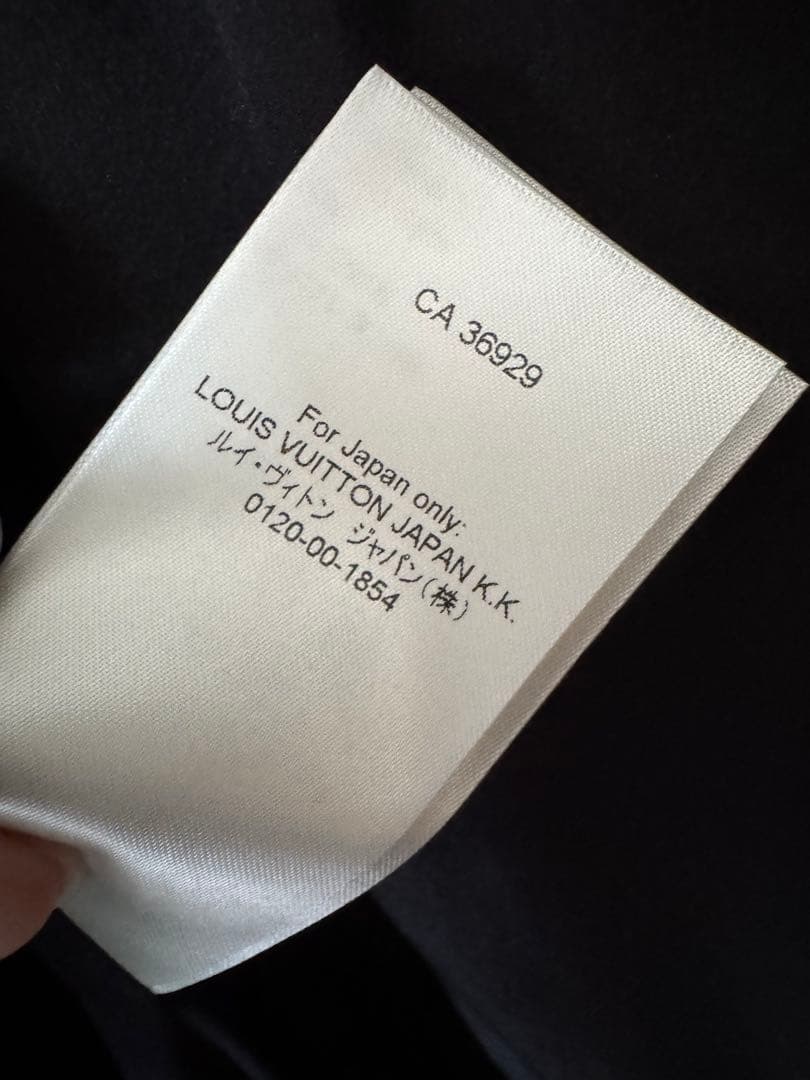 CA 36929
For Japan only:
LOUIS VUITTON JAPAN K.K.
ルイ・ヴィトン ジャパン(株)
0120-00-1854